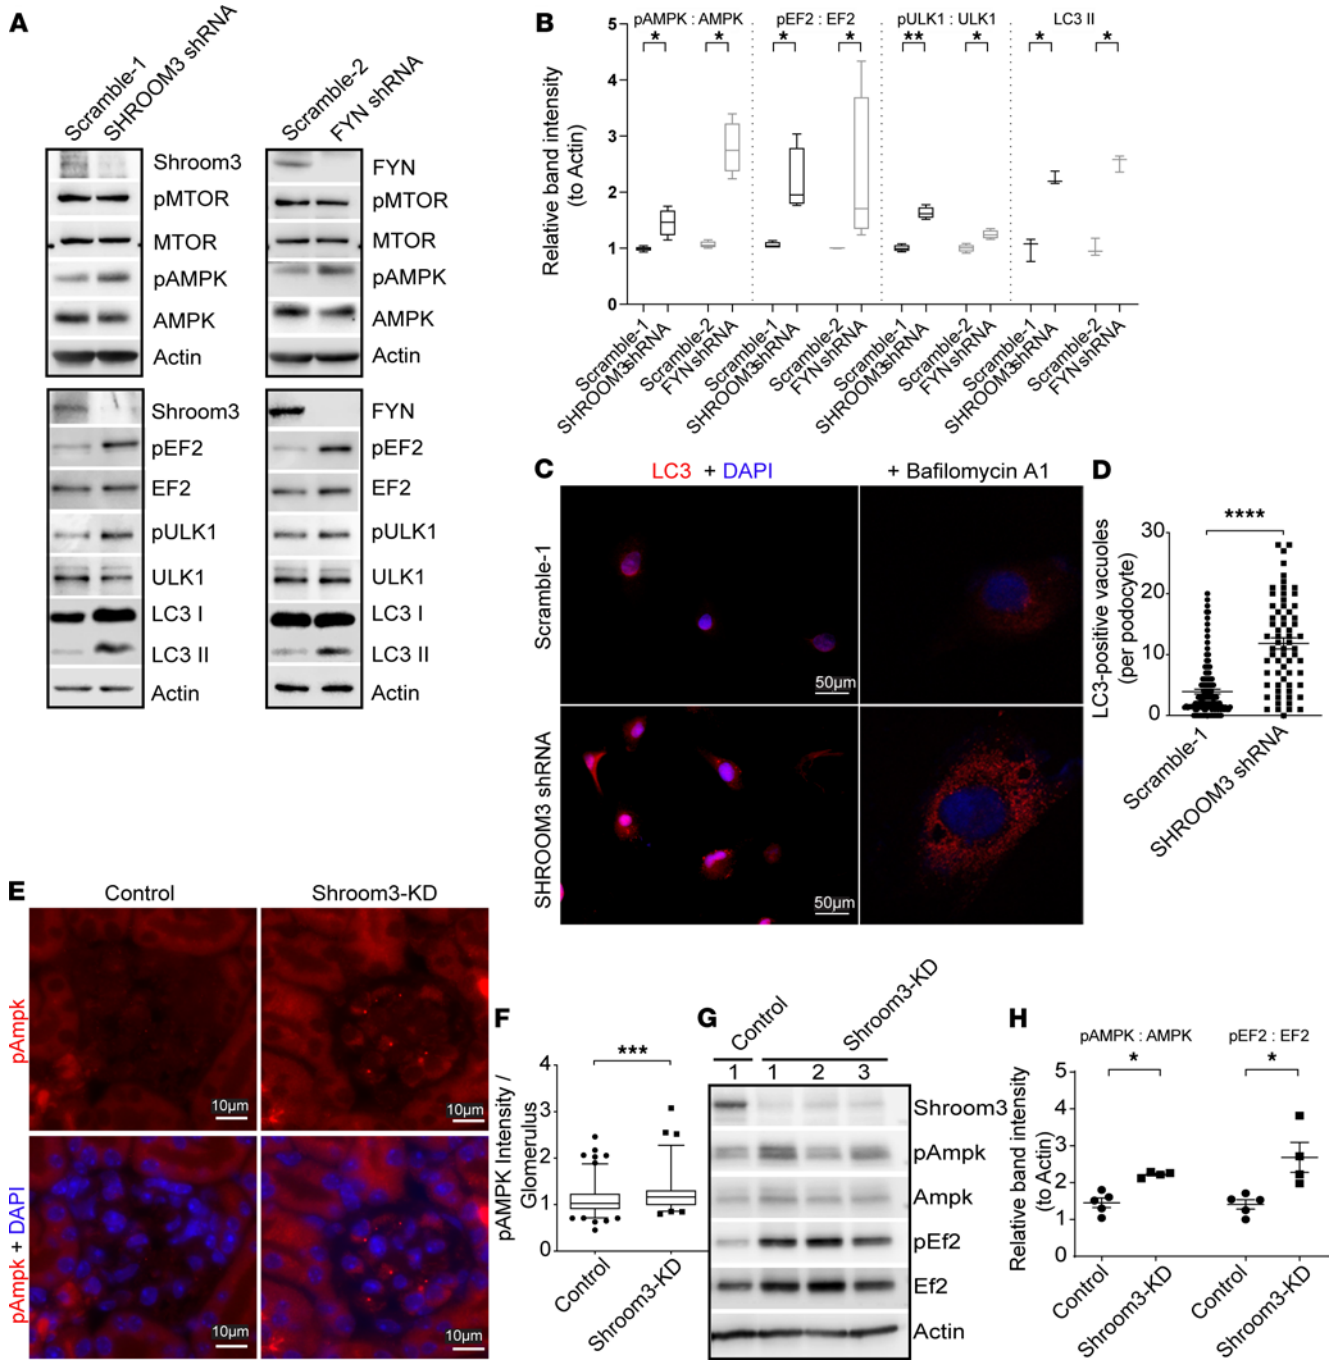 A
Scramble-1
SHROOM3 shRNA
Shroom3
pMTOR
MTOR
pAMPK
AMPK
Actin
Shroom3
pEF2
EF2
pULK1
ULK1
LC3 I
LC3 II
Actin
Scramble-2
FYN shRNA
FYN
pMTOR
MTOR
pAMPK
AMPK
Actin
FYN
pEF2
EF2
pULK1
ULK1
LC3 I
LC3 II
Actin
B
pAMPK : AMPK
pEF2 : EF2
pULK1 : ULK1
LC3 II
* * * * ** * * *
Relative band intensity
(to Actin)
5
4
3
2
1
0
Scramble-1
SHROOM3shRNA
Scramble-2
FYNshRNA
Scramble-1
SHROOM3shRNA
Scramble-2
FYNshRNA
Scramble-1
SHROOM3shRNA
Scramble-2
FYNshRNA
Scramble-1
SHROOM3shRNA
Scramble-2
FYNshRNA
C
LC3 + DAPI
+ Bafilomycin A1
Scramble-1
50µm
SHROOM3 shRNA
50µm
D
****
LC3-positive vacuoles
(per podocyte)
30
20
10
0
Scramble-1
SHROOM3 shRNA
E
Control
Shroom3-KD
pAmpk
10µm
10µm
pAmpk + DAPI
10µm
10µm
F
***
pAMPK Intensity /
Glomerulus
4
3
2
1
0
Control
Shroom3-KD
G
Control
Shroom3-KD
1 1 2 3
Shroom3
pAmpk
Ampk
pEf2
Ef2
Actin
H
pAMPK : AMPK
pEF2 : EF2
* *
Relative band intensity
(to Actin)
5
4
3
2
1
0
Control
Shroom3-KD
Control
Shroom3-KD